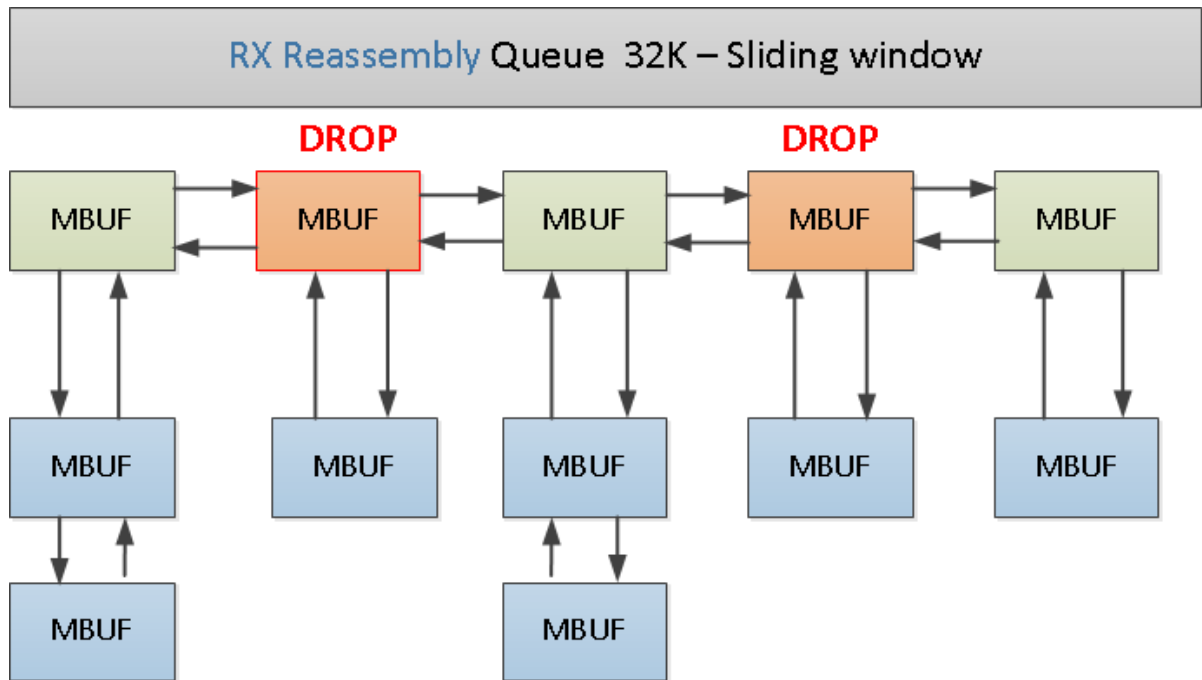 RX Reassembly Queue 32K – Sliding window
DROP DROP
MBUF MBUF MBUF MBUF MBUF
MBUF MBUF MBUF MBUF MBUF
MBUF MBUF